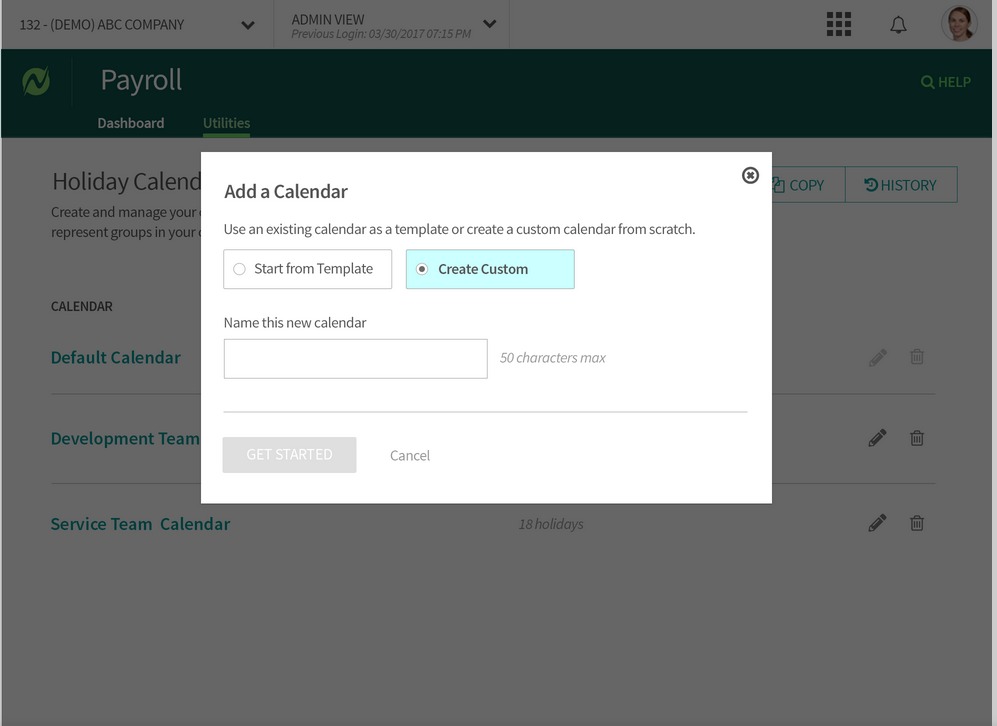 132 - (DEMO) ABC COMPANY
ADMIN VIEW
Previous Login: 03/30/2017 07:15 PM
Payroll
HELP
Dashboard
Utilities
Holiday Calend
COPY
HISTORY
Create and manage your
represent groups in your
Add a Calendar
Use an existing calendar as a template or create a custom calendar from scratch.
Start from Template
Create Custom
Name this new calendar
50 characters max
GET STARTED
Cancel
CALENDAR
Default Calendar
Development Team
Service Team Calendar
18 holidays